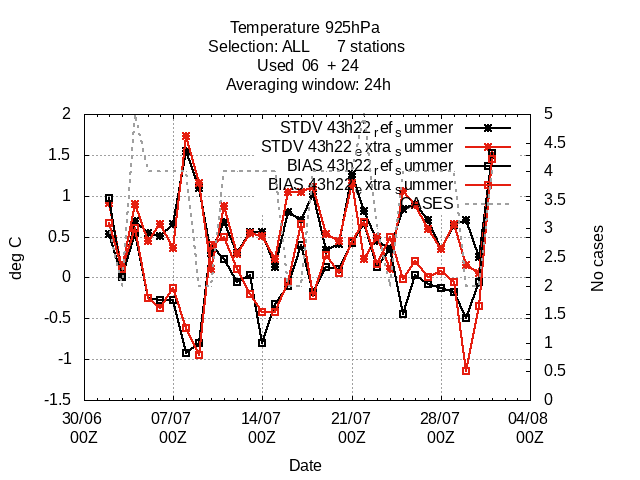 Temperature 925hPa
Selection: ALL 7 stations
Used 06 + 24
Averaging window: 24h
STDV 43h22_ref_summer
STDV 43h22_extra_summer
BIAS 43h22_ref_summer
BIAS 43h22_extra_summer
ASES
2
1.5
1
0.5
0
-0.5
-1
-1.5
deg C
5
4.5
4
3.5
3
2.5
2
1.5
1
0.5
0
No cases
30/06 07/07 14/07 21/07 28/07 04/08
00Z 00Z 00Z 00Z 00Z 00Z
Date